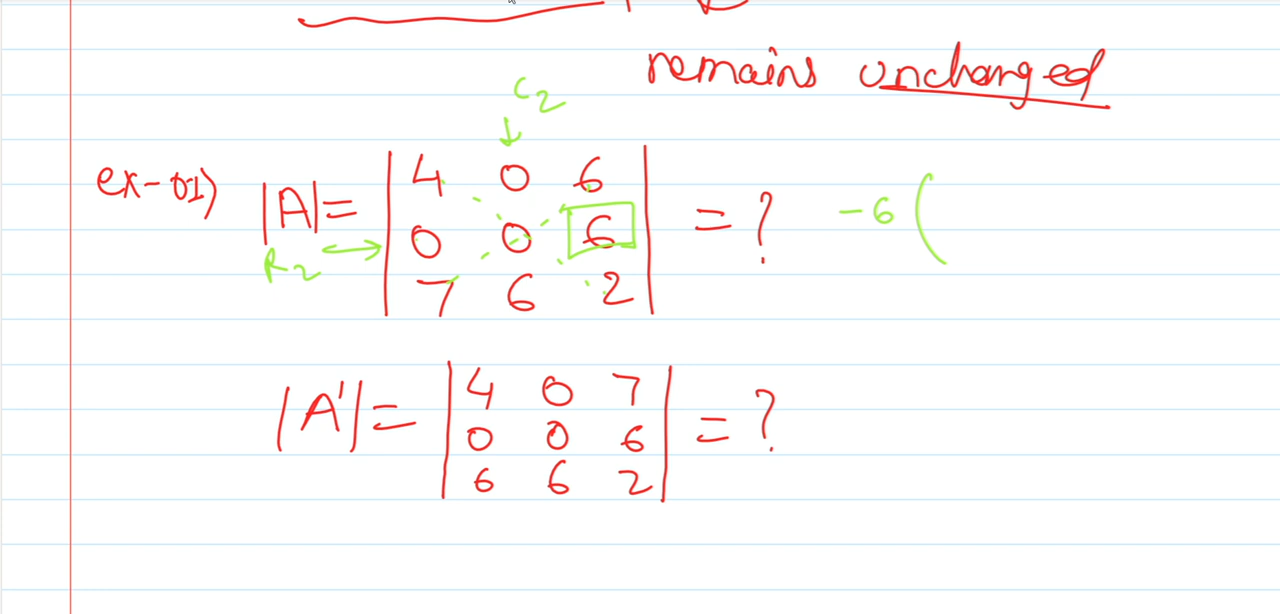 remains unchanged
C2
↓
ex-01) |A| = | 4 0 6 | = ? -6(
R2 ↔ | 0 0 6 |
| 7 6 2 |
|A'| = | 4 0 7 | = ?
| 0 0 6 |
| 6 6 2 |